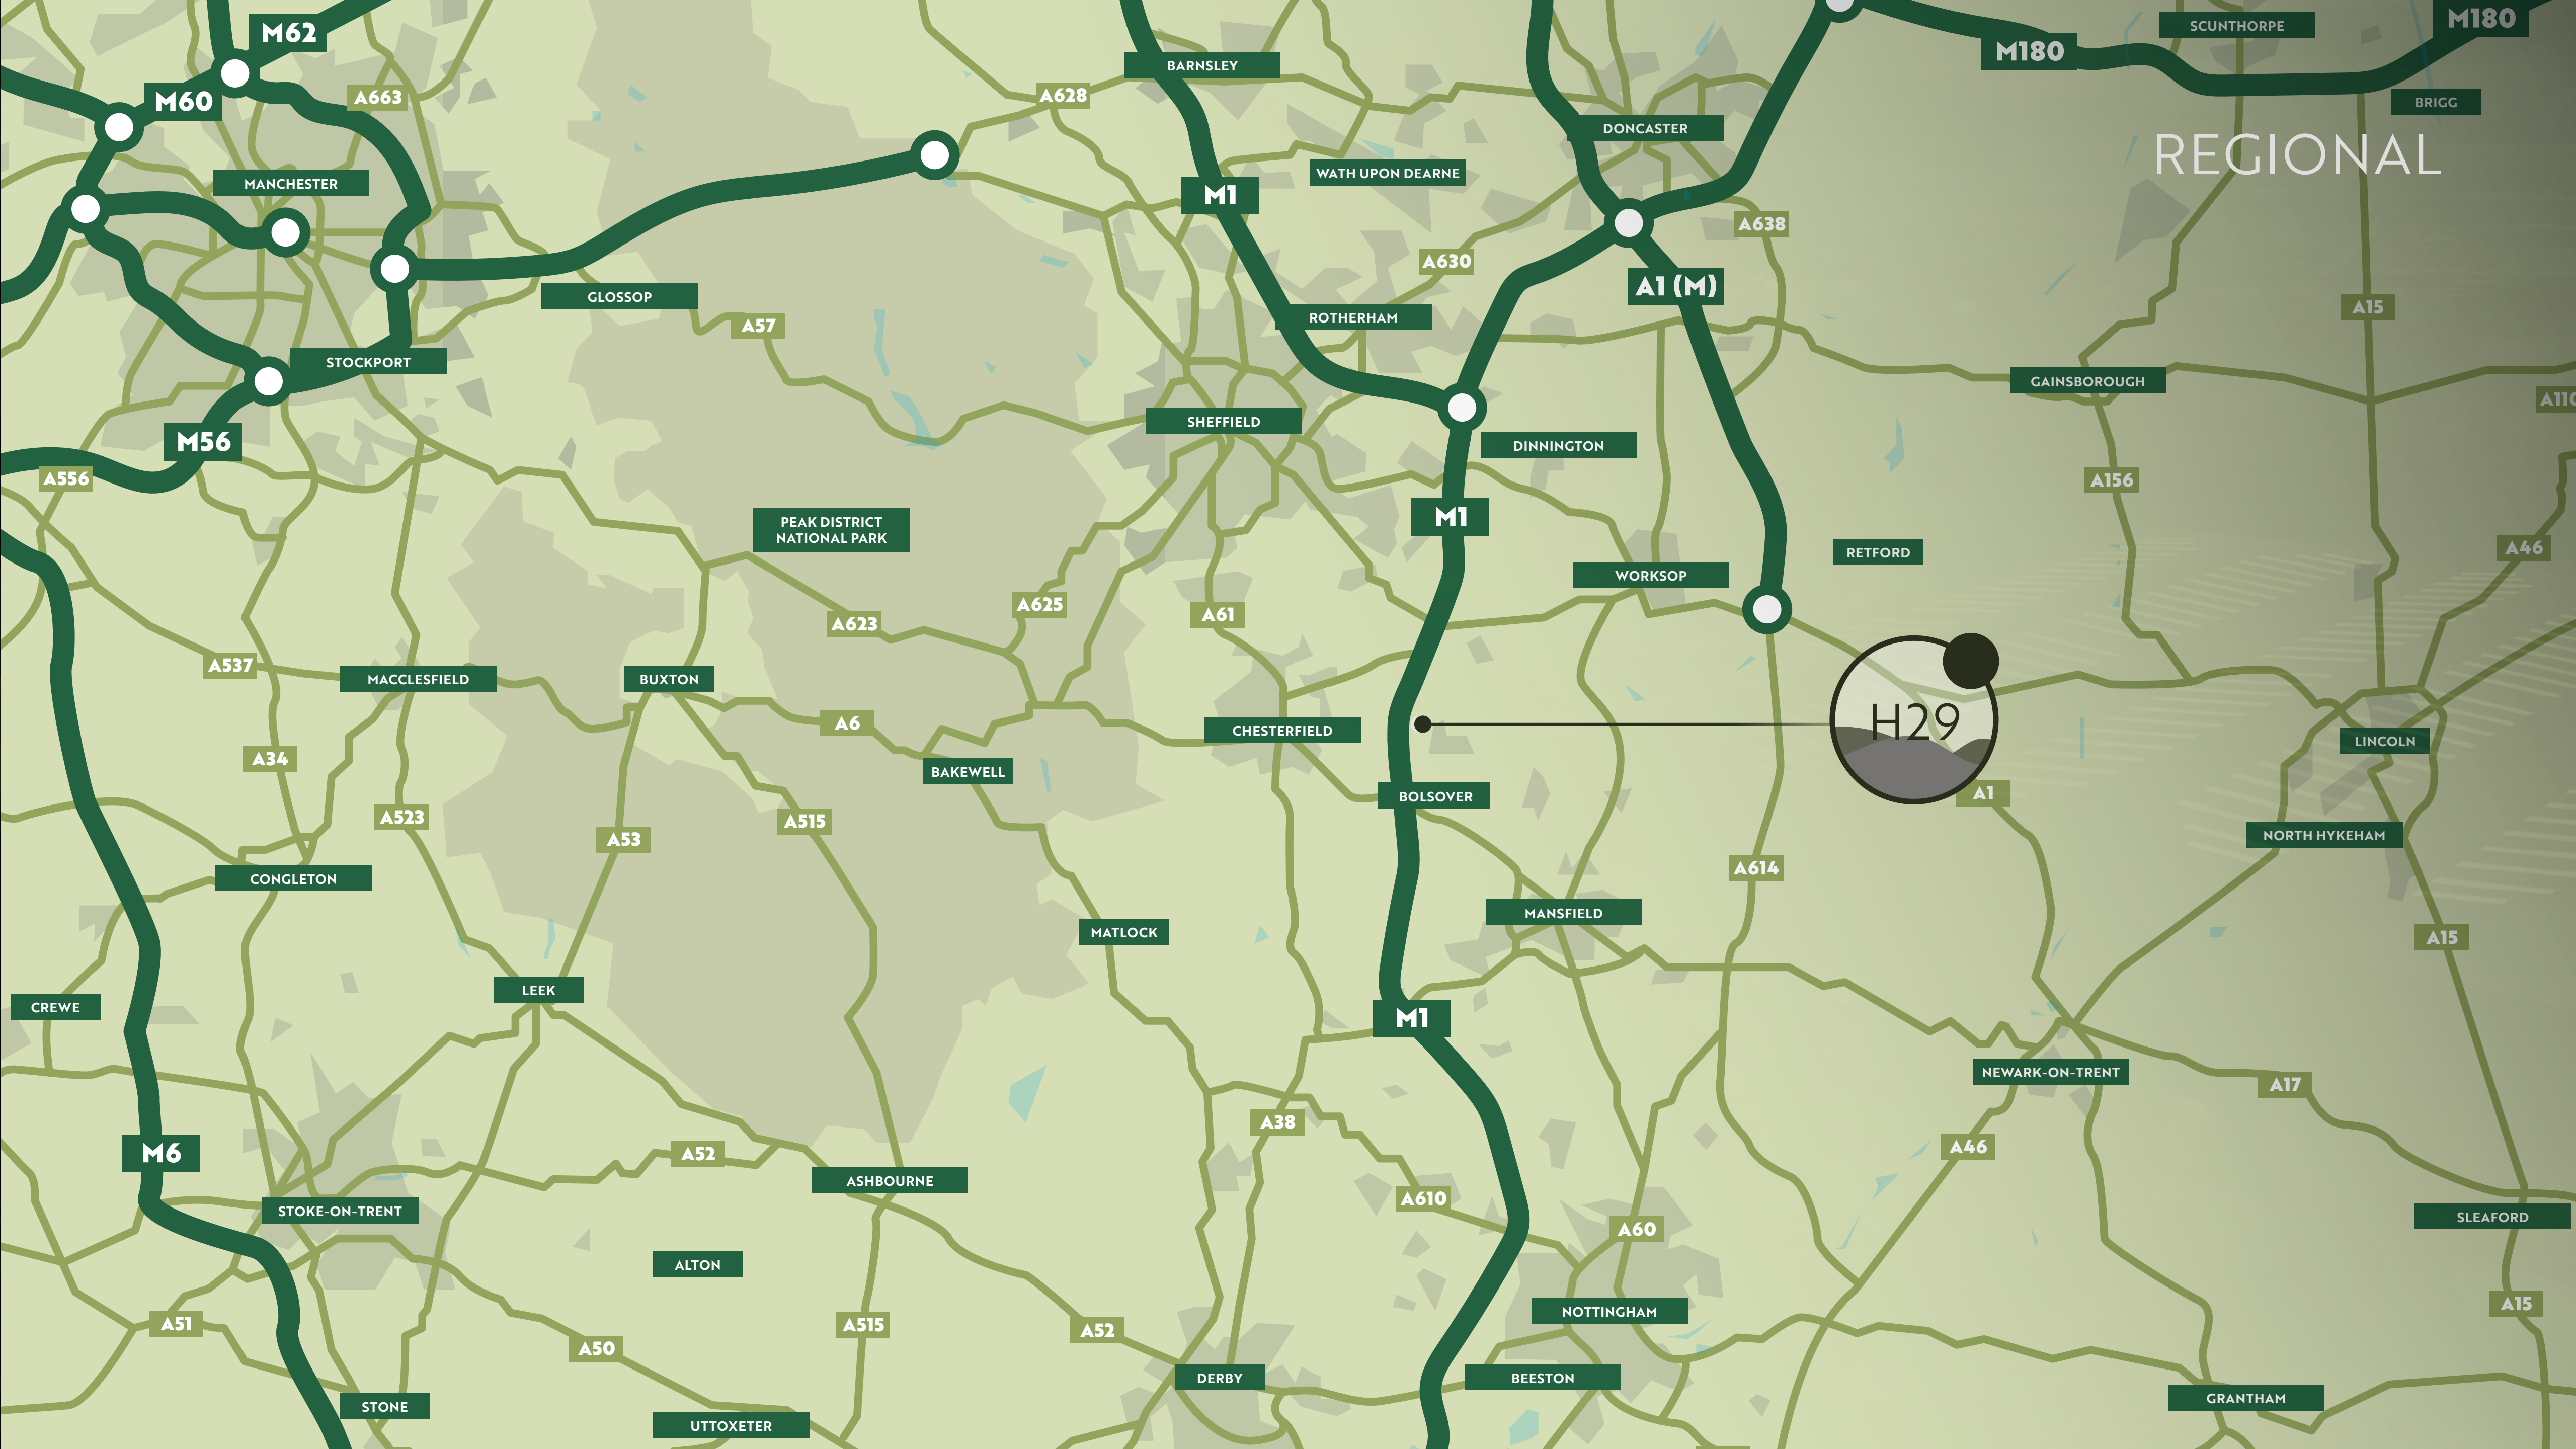 M62
SCUNTHORPE
M180
M180
BARNSLEY
A628
A663
M60
BRIGG
DONCASTER
REGIONAL
WATH UPON DEARNE
MANCHESTER
M1
A638
A630
A1 (M)
GLOSSOP
A15
ROTHERHAM
A57
STOCKPORT
GAINSBOROUGH
SHEFFIELD
M56
DINNINGTON
A556
A156
M1
PEAK DISTRICT
NATIONAL PARK
A46
RETFORD
WORKSOP
A625
A61
A623
A537
MACCLESFIELD
BUXTON
H29
A6
CHESTERFIELD
LINCOLN
A34
BAKEWELL
BOLSOVER
A1
A523
A515
A53
NORTH HYKEHAM
A614
CONGLETON
MANSFIELD
MATLOCK
A15
LEEK
CREWE
M1
NEWARK-ON-TRENT
A17
A38
A46
M6
A52
ASHBOURNE
A610
STOKE-ON-TRENT
SLEAFORD
A60
ALTON
A15
NOTTINGHAM
A51
A515
A52
A50
DERBY
BEESTON
GRANTHAM
STONE
UTTOXETER